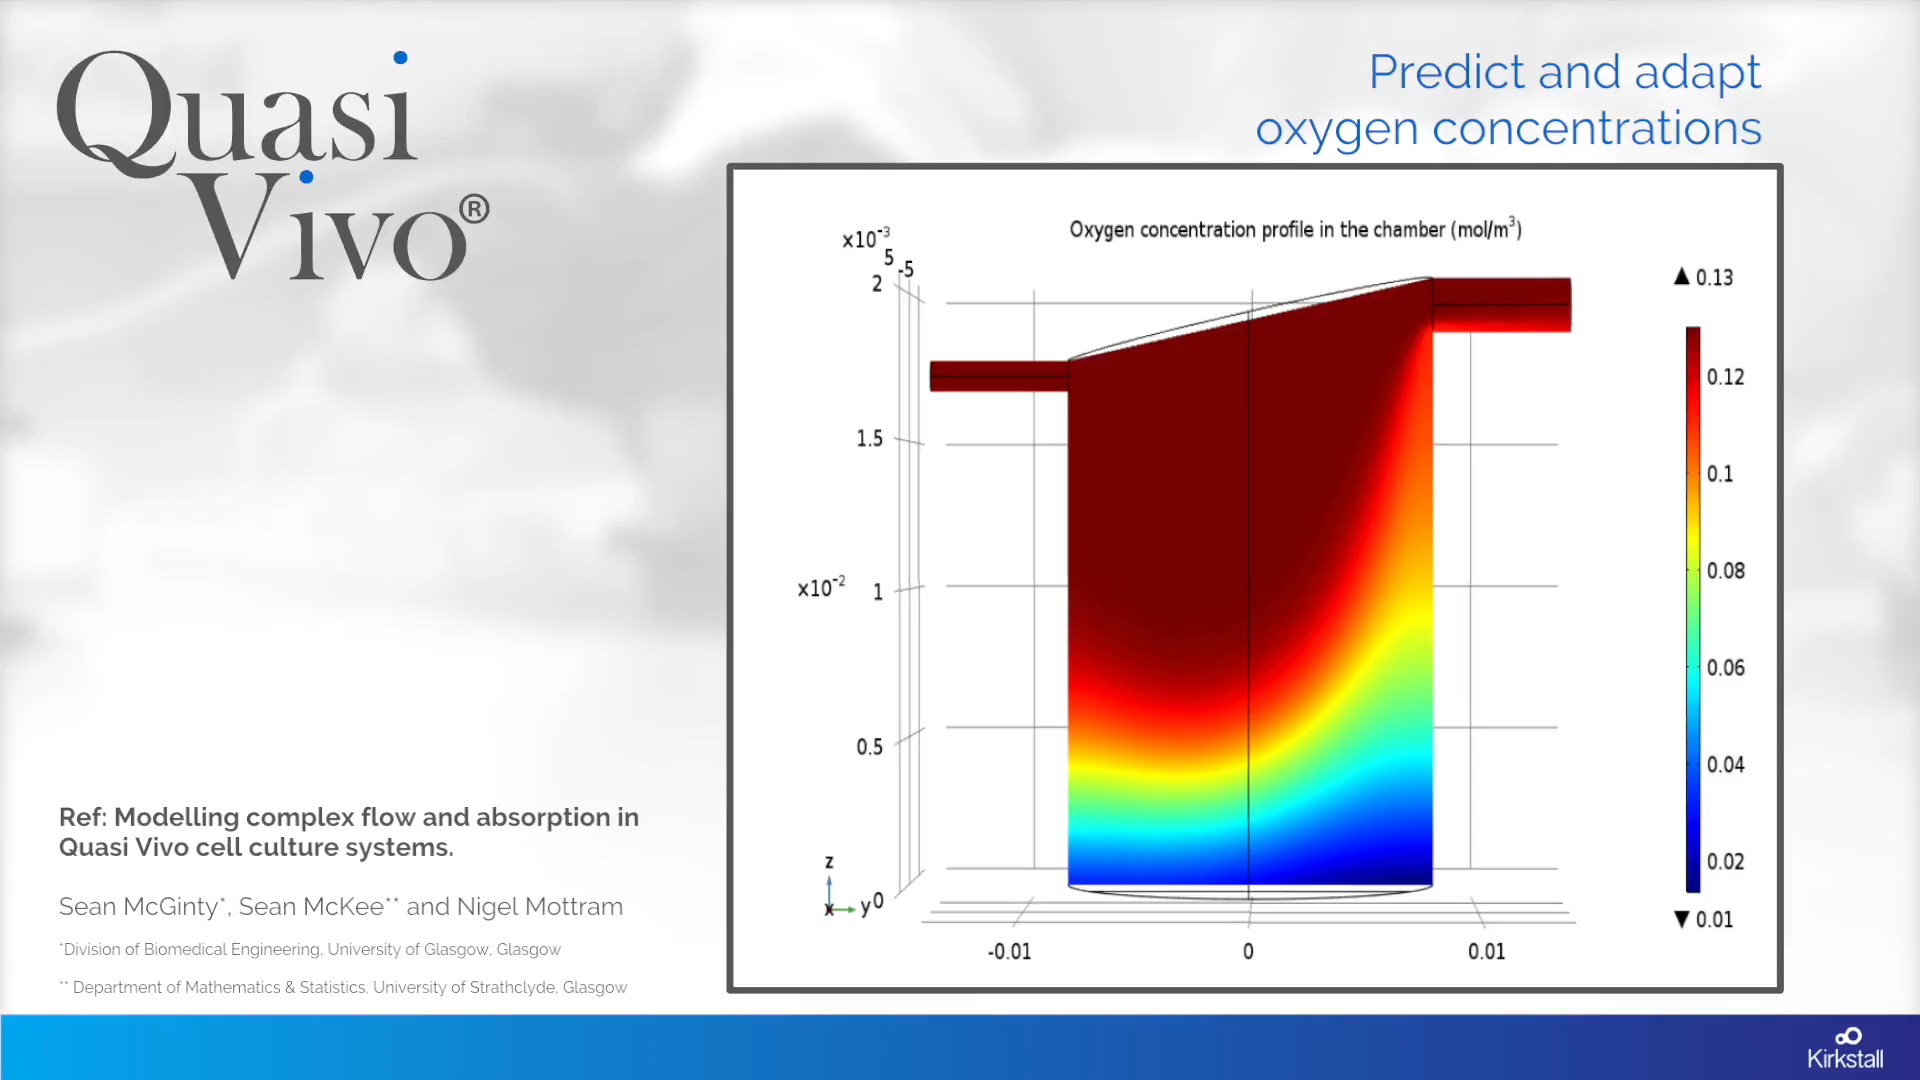 Quasi
Vivo®
Predict and adapt
oxygen concentrations
Oxygen concentration profile in the chamber (mol/m³)
×10⁻³
5
-5
2
1.5
×10⁻²
1
0.5
0
z
x
y
-0.01
0
0.01
▲ 0.13
0.12
0.1
0.08
0.06
0.04
0.02
▼ 0.01
Ref: Modelling complex flow and absorption in
Quasi Vivo cell culture systems.
Sean McGinty*, Sean McKee** and Nigel Mottram
*Division of Biomedical Engineering, University of Glasgow, Glasgow
** Department of Mathematics & Statistics, University of Strathclyde, Glasgow
Kirkstall